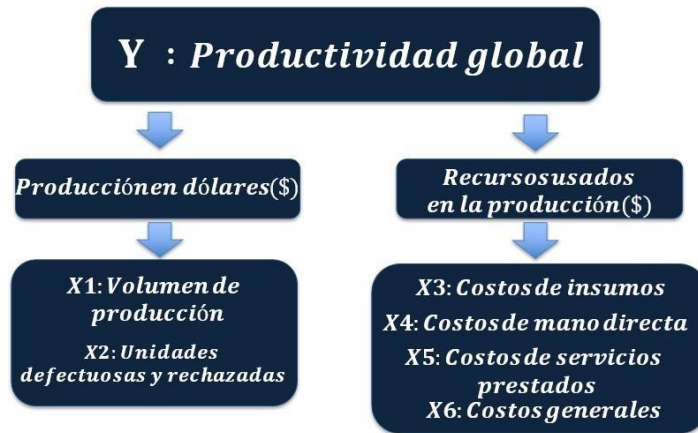 Y : Productividad global
Producciónen dólares($)
Recursosusados
en la producción($)
X1: Volumen de
producción
X2: Unidades
defectuosas y rechazadas
X3: Costos de insumos
X4: Costos de mano directa
X5: Costos de servicios
prestados
X6: Costos generales